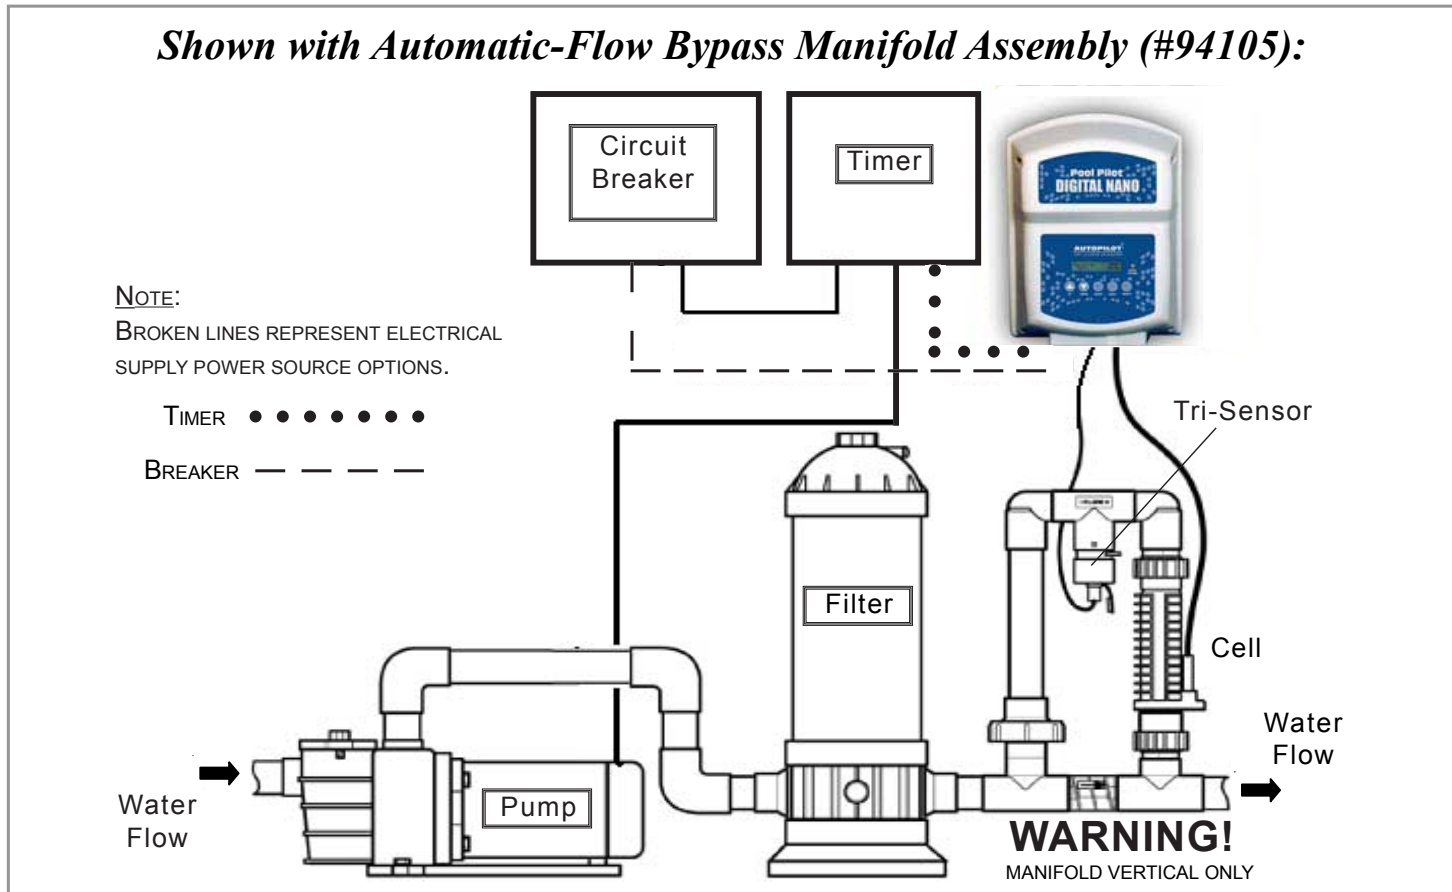 Shown with Automatic-Flow Bypass Manifold Assembly (#94105):
Circuit
Breaker
Timer
Pool Pilot
DIGITAL NANO
AUTOPILOT
NOTE:
BROKEN LINES REPRESENT ELECTRICAL
SUPPLY POWER SOURCE OPTIONS.
TIMER
BREAKER
Tri-Sensor
FLOW
Filter
Cell
Water
Flow
Pump
Water
Flow
WARNING!
MANIFOLD VERTICAL ONLY